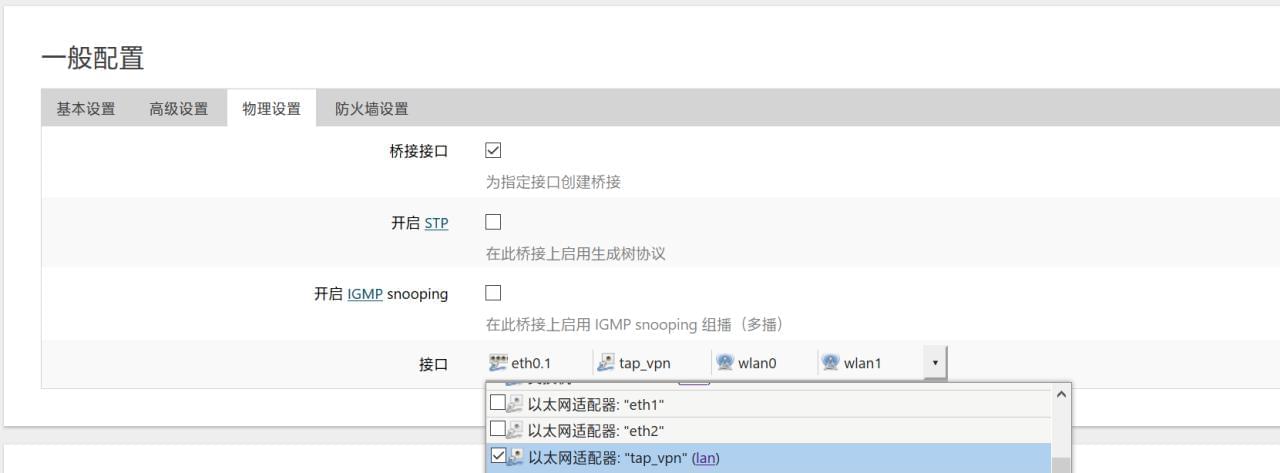 一般配置
基本设置 高级设置 物理设置 防火墙设置
桥接接口
为指定接口创建桥接
开启 STP
在此桥接上启用生成树协议
开启 IGMP snooping
在此桥接上启用 IGMP snooping 组播（多播）
接口 eth0.1 tap_vpn wlan0 wlan1
以太网适配器: "eth1"
以太网适配器: "eth2"
以太网适配器: "tap_vpn" (lan)